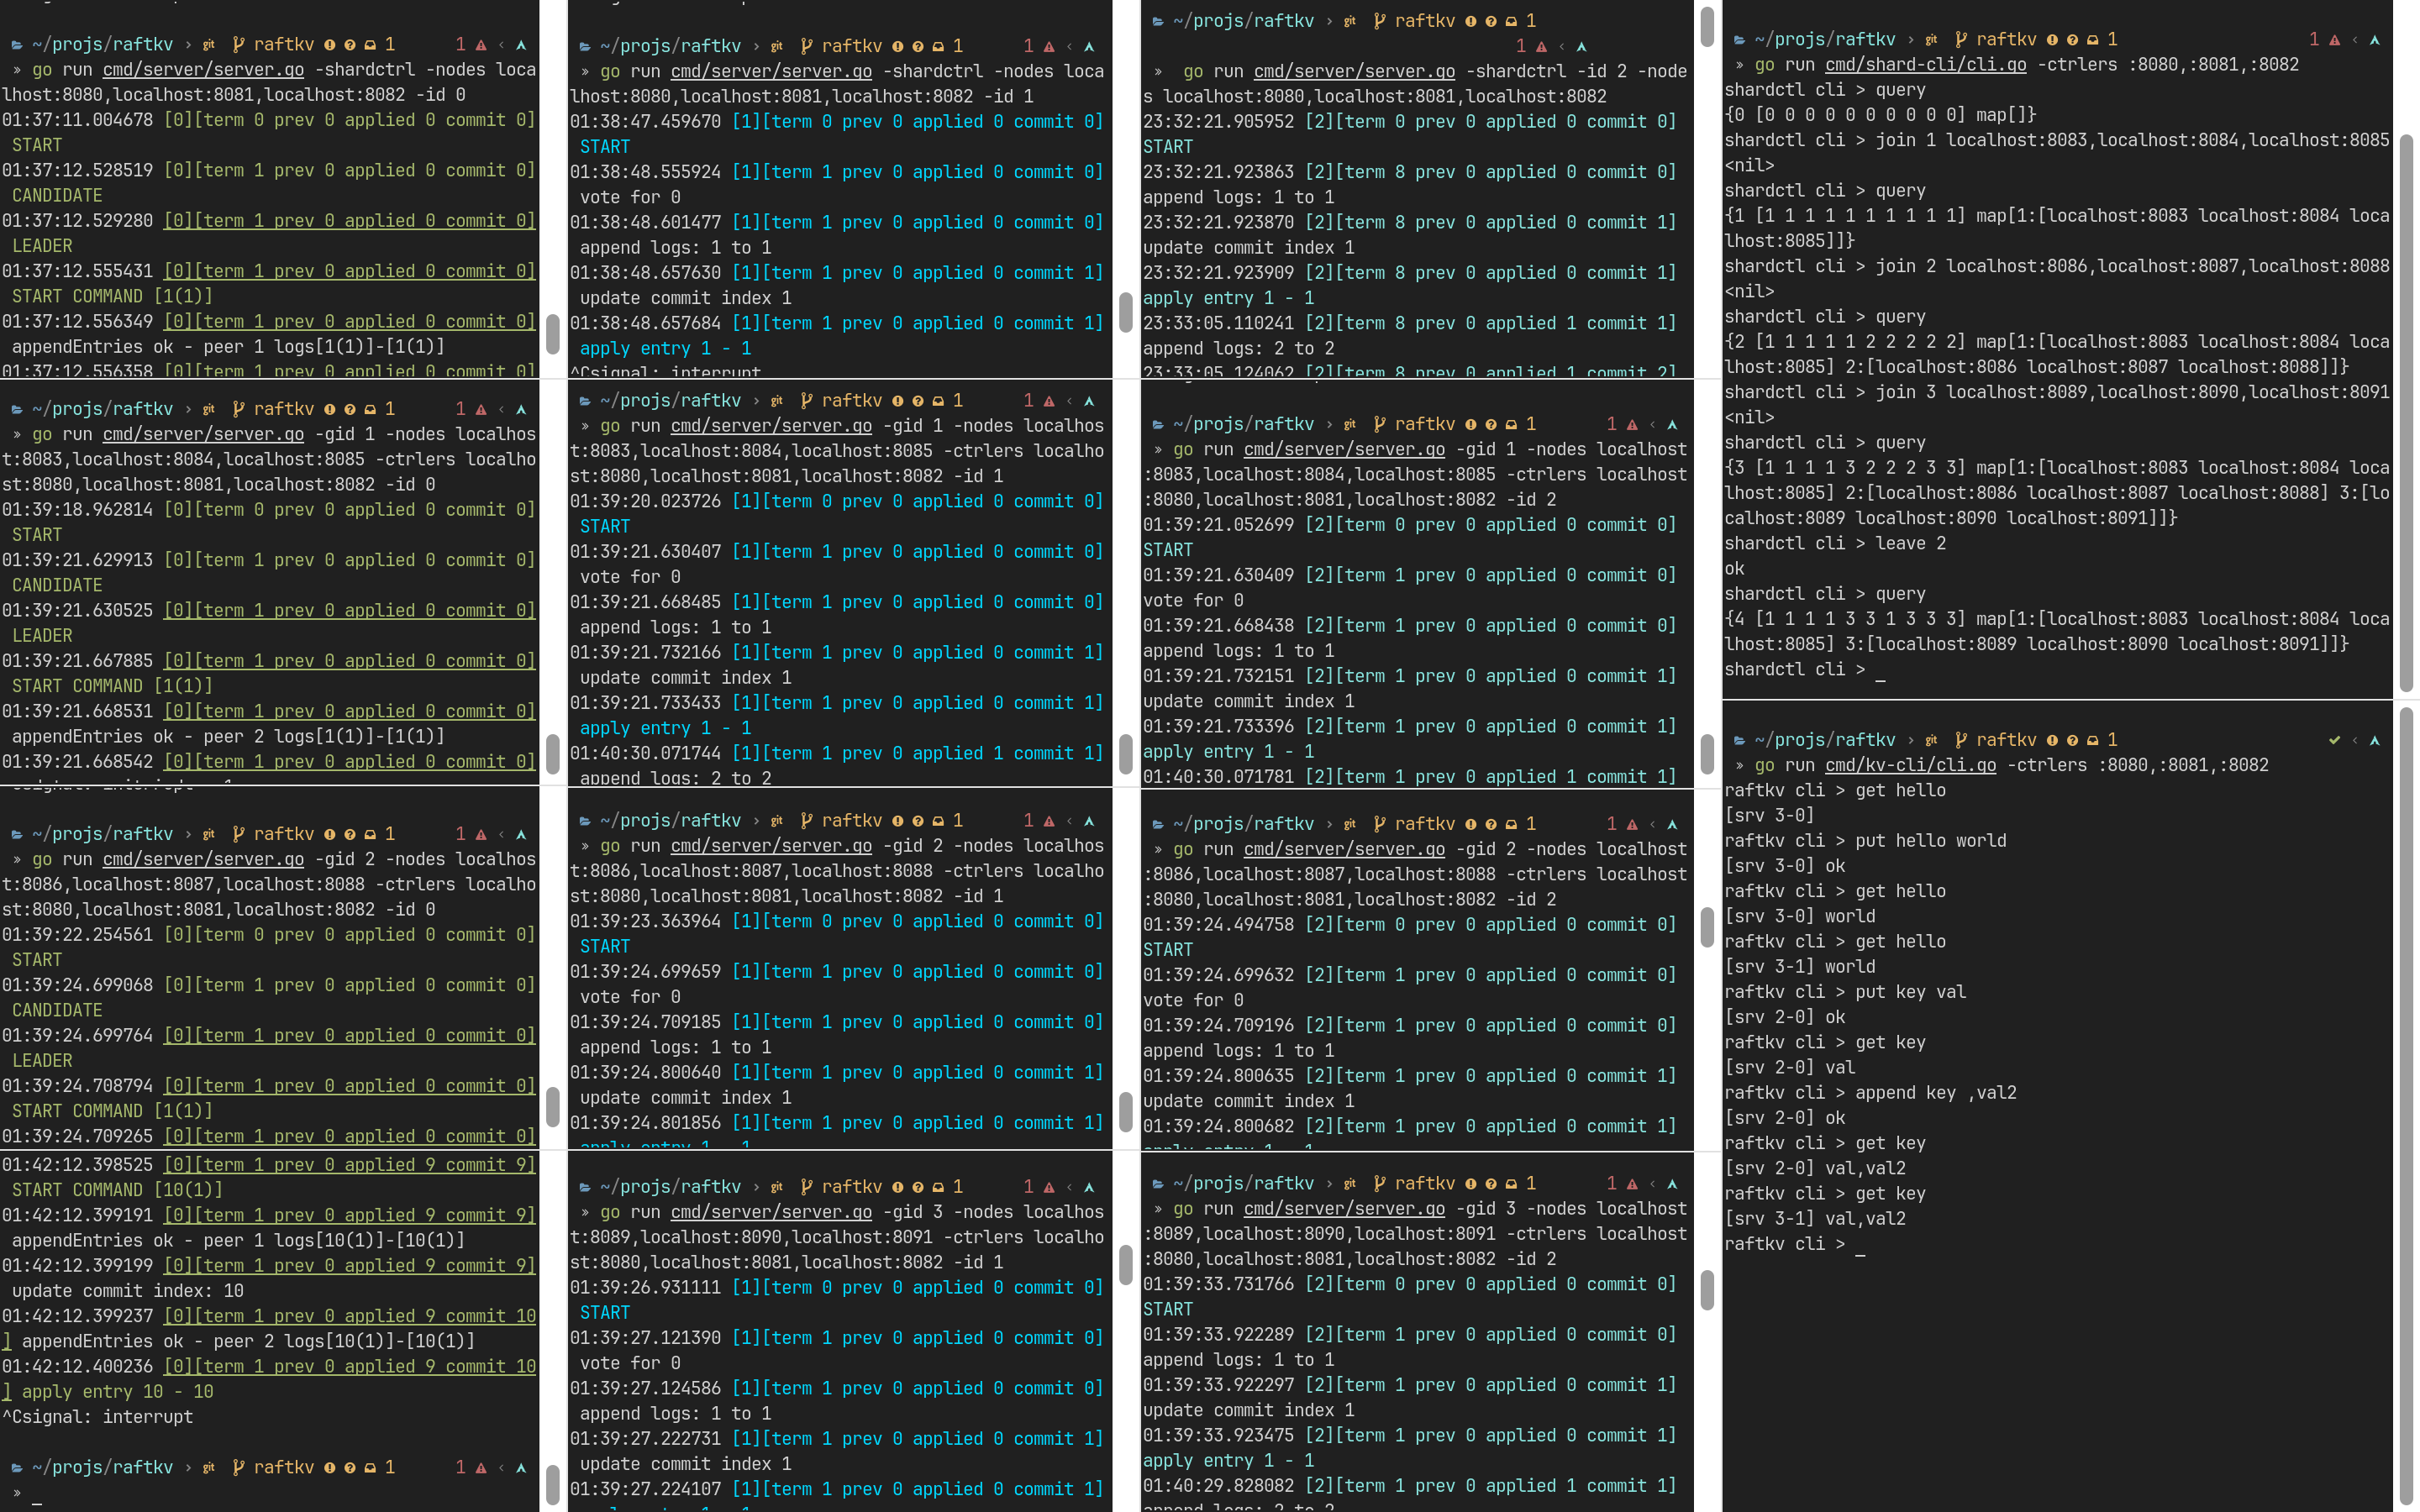 ~/projs/raftkv › git raftkv 1 1 ‹
» go run cmd/server/server.go -shardctrl -nodes loca
lhost:8080,localhost:8081,localhost:8082 -id 0
01:37:11.004678 [0][term 0 prev 0 applied 0 commit 0]
START
01:37:12.528519 [0][term 1 prev 0 applied 0 commit 0]
CANDIDATE
01:37:12.529280 [0][term 1 prev 0 applied 0 commit 0]
LEADER
01:37:12.555431 [0][term 1 prev 0 applied 0 commit 0]
START COMMAND [1(1)]
01:37:12.556349 [0][term 1 prev 0 applied 0 commit 0]
appendEntries ok - peer 1 logs[1(1)]-[1(1)]
01:37:12.556358 [0][term 1 prev 0 applied 0 commit 0]
~/projs/raftkv › git raftkv 1 1 ‹
» go run cmd/server/server.go -gid 1 -nodes localhos
t:8083,localhost:8084,localhost:8085 -ctrlers localho
st:8080,localhost:8081,localhost:8082 -id 0
01:39:18.962814 [0][term 0 prev 0 applied 0 commit 0]
START
01:39:21.629913 [0][term 1 prev 0 applied 0 commit 0]
CANDIDATE
01:39:21.630525 [0][term 1 prev 0 applied 0 commit 0]
LEADER
01:39:21.667885 [0][term 1 prev 0 applied 0 commit 0]
START COMMAND [1(1)]
01:39:21.668531 [0][term 1 prev 0 applied 0 commit 0]
appendEntries ok - peer 2 logs[1(1)]-[1(1)]
01:39:21.668542 [0][term 1 prev 0 applied 0 commit 0]
~/projs/raftkv › git raftkv 1 1 ‹
» go run cmd/server/server.go -gid 2 -nodes localhos
t:8086,localhost:8087,localhost:8088 -ctrlers localho
st:8080,localhost:8081,localhost:8082 -id 0
01:39:22.254561 [0][term 0 prev 0 applied 0 commit 0]
START
01:39:24.699068 [0][term 1 prev 0 applied 0 commit 0]
CANDIDATE
01:39:24.699764 [0][term 1 prev 0 applied 0 commit 0]
LEADER
01:39:24.708794 [0][term 1 prev 0 applied 0 commit 0]
START COMMAND [1(1)]
01:39:24.709265 [0][term 1 prev 0 applied 0 commit 0]
01:42:12.398525 [0][term 1 prev 0 applied 9 commit 9]
START COMMAND [10(1)]
01:42:12.399191 [0][term 1 prev 0 applied 9 commit 9]
appendEntries ok - peer 1 logs[10(1)]-[10(1)]
01:42:12.399199 [0][term 1 prev 0 applied 9 commit 9]
update commit index: 10
01:42:12.399237 [0][term 1 prev 0 applied 9 commit 10
] appendEntries ok - peer 2 logs[10(1)]-[10(1)]
01:42:12.400236 [0][term 1 prev 0 applied 9 commit 10
] apply entry 10 - 10
^Csignal: interrupt
~/projs/raftkv › git raftkv 1 1 ‹
» _
~/projs/raftkv › git raftkv 1 1 ‹
» go run cmd/server/server.go -shardctrl -nodes loca
lhost:8080,localhost:8081,localhost:8082 -id 1
01:38:47.459670 [1][term 0 prev 0 applied 0 commit 0]
START
01:38:48.555924 [1][term 1 prev 0 applied 0 commit 0]
vote for 0
01:38:48.601477 [1][term 1 prev 0 applied 0 commit 0]
append logs: 1 to 1
01:38:48.657630 [1][term 1 prev 0 applied 0 commit 1]
update commit index 1
01:38:48.657684 [1][term 1 prev 0 applied 0 commit 1]
apply entry 1 - 1
^Csignal: interrupt
~/projs/raftkv › git raftkv 1 1 ‹
» go run cmd/server/server.go -gid 1 -nodes localhos
t:8083,localhost:8084,localhost:8085 -ctrlers localho
st:8080,localhost:8081,localhost:8082 -id 1
01:39:20.023726 [1][term 0 prev 0 applied 0 commit 0]
START
01:39:21.630407 [1][term 1 prev 0 applied 0 commit 0]
vote for 0
01:39:21.668485 [1][term 1 prev 0 applied 0 commit 0]
append logs: 1 to 1
01:39:21.732166 [1][term 1 prev 0 applied 0 commit 1]
update commit index 1
01:39:21.733433 [1][term 1 prev 0 applied 0 commit 1]
apply entry 1 - 1
01:40:30.071744 [1][term 1 prev 0 applied 1 commit 1]
append logs: 2 to 2
~/projs/raftkv › git raftkv 1 1 ‹
» go run cmd/server/server.go -gid 2 -nodes localhos
t:8086,localhost:8087,localhost:8088 -ctrlers localho
st:8080,localhost:8081,localhost:8082 -id 1
01:39:23.363964 [1][term 0 prev 0 applied 0 commit 0]
START
01:39:24.699659 [1][term 1 prev 0 applied 0 commit 0]
vote for 0
01:39:24.709185 [1][term 1 prev 0 applied 0 commit 0]
append logs: 1 to 1
01:39:24.800640 [1][term 1 prev 0 applied 0 commit 1]
update commit index 1
01:39:24.801856 [1][term 1 prev 0 applied 0 commit 1]
~/projs/raftkv › git raftkv 1 1 ‹
» go run cmd/server/server.go -gid 3 -nodes localhos
t:8089,localhost:8090,localhost:8091 -ctrlers localho
st:8080,localhost:8081,localhost:8082 -id 1
01:39:26.931111 [1][term 0 prev 0 applied 0 commit 0]
START
01:39:27.121390 [1][term 1 prev 0 applied 0 commit 0]
vote for 0
01:39:27.124586 [1][term 1 prev 0 applied 0 commit 0]
append logs: 1 to 1
01:39:27.222731 [1][term 1 prev 0 applied 0 commit 1]
update commit index 1
01:39:27.224107 [1][term 1 prev 0 applied 0 commit 1]
~/projs/raftkv › git raftkv 1
1 ‹
» go run cmd/server/server.go -shardctrl -id 2 -node
s localhost:8080,localhost:8081,localhost:8082
23:32:21.905952 [2][term 0 prev 0 applied 0 commit 0]
START
23:32:21.923863 [2][term 8 prev 0 applied 0 commit 0]
append logs: 1 to 1
23:32:21.923870 [2][term 8 prev 0 applied 0 commit 1]
update commit index 1
23:32:21.923909 [2][term 8 prev 0 applied 0 commit 1]
apply entry 1 - 1
23:33:05.110241 [2][term 8 prev 0 applied 1 commit 1]
append logs: 2 to 2
23:33:05.124062 [2][term 8 prev 0 applied 1 commit 2]
~/projs/raftkv › git raftkv 1 1 ‹
» go run cmd/server/server.go -gid 1 -nodes localhost
:8083,localhost:8084,localhost:8085 -ctrlers localhost
:8080,localhost:8081,localhost:8082 -id 2
01:39:21.052699 [2][term 0 prev 0 applied 0 commit 0]
START
01:39:21.630409 [2][term 1 prev 0 applied 0 commit 0]
vote for 0
01:39:21.668438 [2][term 1 prev 0 applied 0 commit 0]
append logs: 1 to 1
01:39:21.732151 [2][term 1 prev 0 applied 0 commit 1]
update commit index 1
01:39:21.733396 [2][term 1 prev 0 applied 0 commit 1]
apply entry 1 - 1
01:40:30.071781 [2][term 1 prev 0 applied 1 commit 1]
~/projs/raftkv › git raftkv 1 1 ‹
» go run cmd/server/server.go -gid 2 -nodes localhost
:8086,localhost:8087,localhost:8088 -ctrlers localhost
:8080,localhost:8081,localhost:8082 -id 2
01:39:24.494758 [2][term 0 prev 0 applied 0 commit 0]
START
01:39:24.699632 [2][term 1 prev 0 applied 0 commit 0]
vote for 0
01:39:24.709196 [2][term 1 prev 0 applied 0 commit 0]
append logs: 1 to 1
01:39:24.800635 [2][term 1 prev 0 applied 0 commit 1]
update commit index 1
01:39:24.800682 [2][term 1 prev 0 applied 0 commit 1]
~/projs/raftkv › git raftkv 1 1 ‹
» go run cmd/server/server.go -gid 3 -nodes localhost
:8089,localhost:8090,localhost:8091 -ctrlers localhost
:8080,localhost:8081,localhost:8082 -id 2
01:39:33.731766 [2][term 0 prev 0 applied 0 commit 0]
START
01:39:33.922289 [2][term 1 prev 0 applied 0 commit 0]
append logs: 1 to 1
01:39:33.922297 [2][term 1 prev 0 applied 0 commit 1]
update commit index 1
01:39:33.923475 [2][term 1 prev 0 applied 0 commit 1]
apply entry 1 - 1
01:40:29.828082 [2][term 1 prev 0 applied 1 commit 1]
~/projs/raftkv › git raftkv 1 1 ‹
» go run cmd/shard-cli/cli.go -ctrlers :8080,:8081,:8082
shardctl cli > query
{0 [0 0 0 0 0 0 0 0 0 0] map[]}
shardctl cli > join 1 localhost:8083,localhost:8084,localhost:8085
<nil>
shardctl cli > query
{1 [1 1 1 1 1 1 1 1 1 1] map[1:[localhost:8083 localhost:8084 loca
lhost:8085]]}
shardctl cli > join 2 localhost:8086,localhost:8087,localhost:8088
<nil>
shardctl cli > query
{2 [1 1 1 1 1 2 2 2 2 2] map[1:[localhost:8083 localhost:8084 loca
lhost:8085] 2:[localhost:8086 localhost:8087 localhost:8088]]}
shardctl cli > join 3 localhost:8089,localhost:8090,localhost:8091
<nil>
shardctl cli > query
{3 [1 1 1 1 3 2 2 2 3 3] map[1:[localhost:8083 localhost:8084 loca
lhost:8085] 2:[localhost:8086 localhost:8087 localhost:8088] 3:[lo
calhost:8089 localhost:8090 localhost:8091]]}
shardctl cli > leave 2
ok
shardctl cli > query
{4 [1 1 1 1 3 3 1 3 3 3] map[1:[localhost:8083 localhost:8084 loca
lhost:8085] 3:[localhost:8089 localhost:8090 localhost:8091]]}
shardctl cli > _
~/projs/raftkv › git raftkv 1 ‹
» go run cmd/kv-cli/cli.go -ctrlers :8080,:8081,:8082
raftkv cli > get hello
[srv 3-0]
raftkv cli > put hello world
[srv 3-0] ok
raftkv cli > get hello
[srv 3-0] world
raftkv cli > get hello
[srv 3-1] world
raftkv cli > put key val
[srv 2-0] ok
raftkv cli > get key
[srv 2-0] val
raftkv cli > append key ,val2
[srv 2-0] ok
raftkv cli > get key
[srv 2-0] val,val2
raftkv cli > get key
[srv 3-1] val,val2
raftkv cli > _